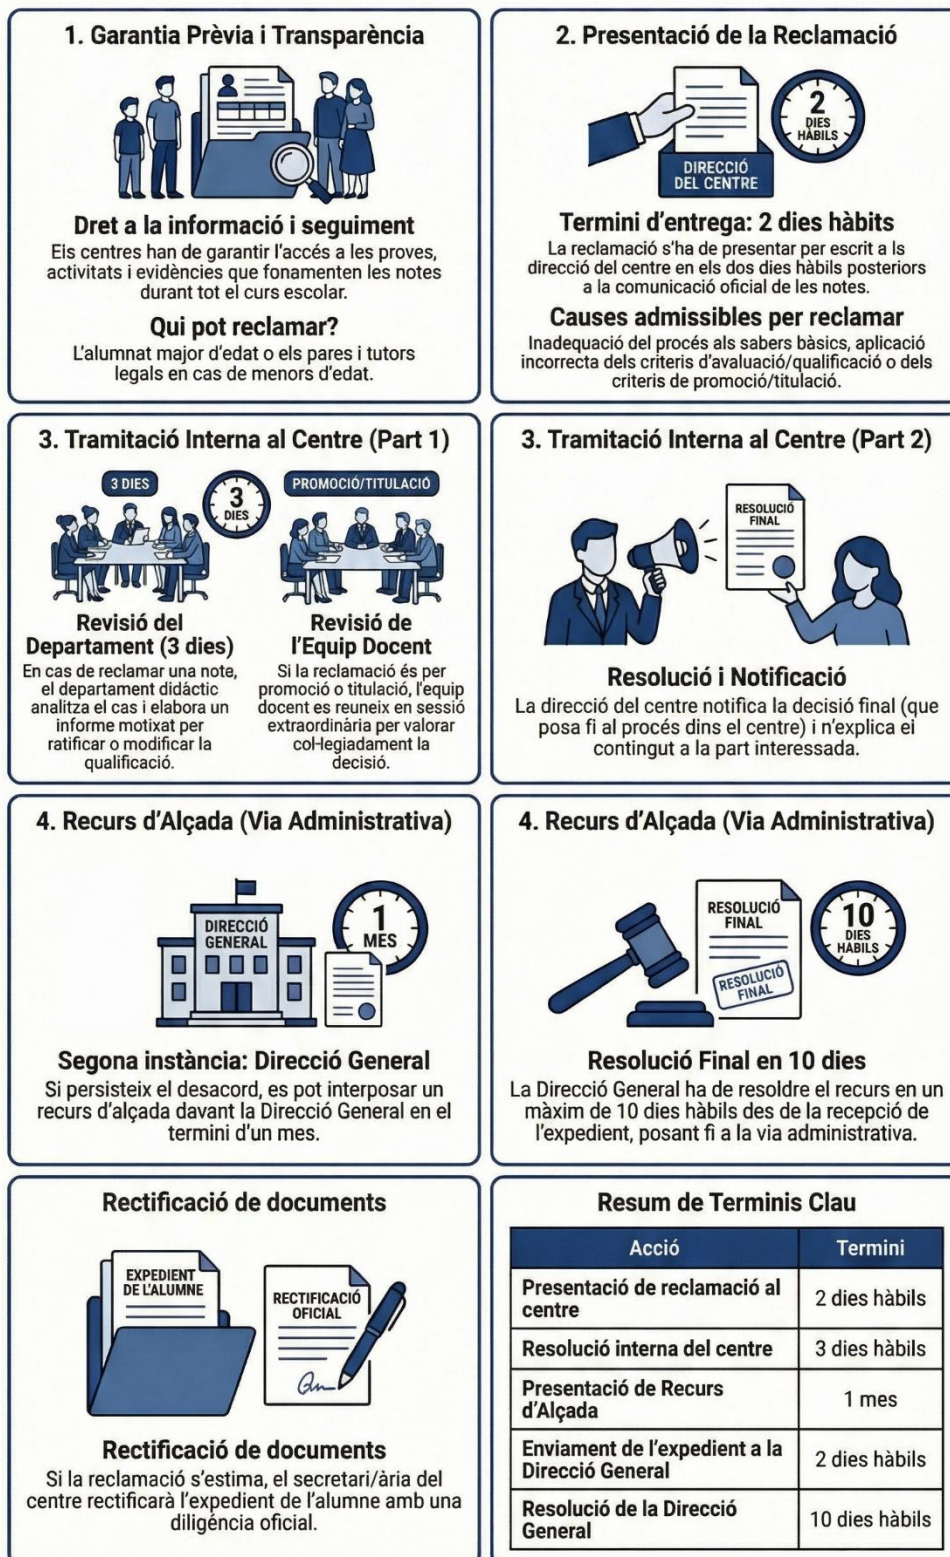 1. Garantia Prèvia i Transparència
Dret a la informació i seguiment
Eis centres han de garantir l'accés a les proves,
activitats i evidències que fonamenten les notes
durant tot el curs escolar.
Qui pot reclamar?
L'alumnat major d'edat o els pares i tutors
legals en cas de menors d'edat.
2. Presentació de la Reclamació
DIRECCIÓ
DEL CENTRE
2
DIES
HÀBILS
Termini d'entrega: 2 dies hàbits
La reclamació s'ha de presentar per escrit a ls
direcció del centre en els dos dies hàbils posteriors
a la comunicació oficial de les notes.
Causes admissibles per reclamar
Inadequació del procés als sabers bàsics, aplicació
incorrecta dels criteris d'avaluació/qualificació o dels
criteris de promoció/titulació.
3. Tramitació Interna al Centre (Part 1)
3 DIES
3
DIES
PROMOCIÓ/TITULACIÓ
Revisió del
Departament (3 dies)
En cas de reclamar una note,
el departament didáctic
analitza el cas i elabora un
informe motixat per
ratificar o modificar la
qualificació.
Revisió de
l'Equip Docent
Si la reclamació és per
promoció o titulació, l'equip
docent es reuneix en sessió
extraordinària per valorar
col·legiadament la
decisió.
3. Tramitació Interna al Centre (Part 2)
RESOLUCIÓ
FINAL
Resolució i Notificació
La direcció del centre notifica la decisió final (que
posa fi al procés dins el centre) i n'explica ei
contingut a la part interessada.
4. Recurs d'Alçada (Via Administrativa)
DIRECCIÓ
GENERAL
1
MES
Segona instància: Direcció General
Si persisteix el desacord, es pot interposar un
recurs d'alçada davant la Direcció General en el
termini d'un mes.
4. Recurs d'Alçada (Via Administrativa)
RESOLUCIÓ
FINAL
RESOLUCIÓ
FINAL
10
DIES
HÀBILS
Resolució Final en 10 dies
La Direcció General ha de resoldre el recurs en un
màxim de 10 dies hàbils des de la recepció de
l'expedient, posant fi a la via administrativa.
Rectificació de documents
EXPEDIENT
DE L'ALUMNE
RECTIFICACIÓ
OFICIAL
Rectificació de documents
Si la reclamació s'estima, el secretari/ària del
centre rectificarà l'expedient de l'alumne amb una
diligéncia oficial.
Resum de Terminis Clau
Acció Termini
Presentació de reclamació al
centre
2 dies hàbils
Resolució interna del centre 3 dies hàbils
Presentació de Recurs
d'Alçada
1 mes
Enviament de l'expedient a la
Direcció General
2 dies hàbils
Resolució de la Direcció
General
10 dies hàbils